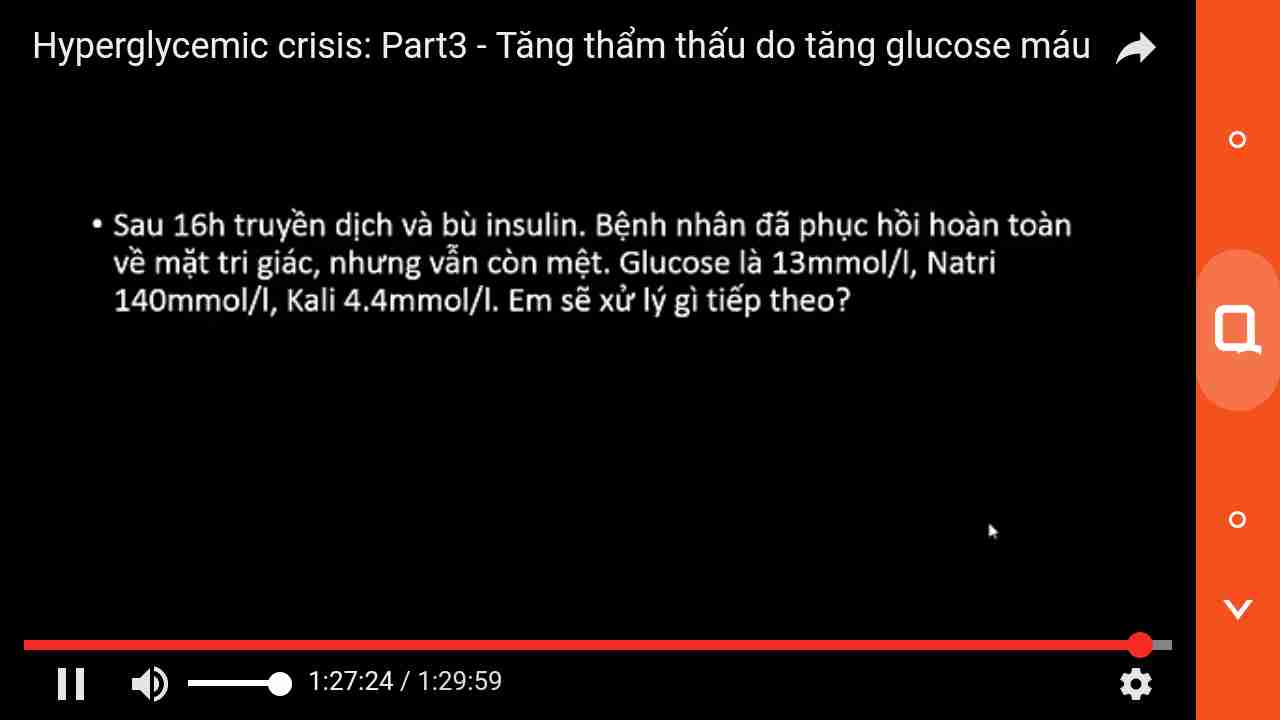 Hyperglycemic crisis: Part3 - Tăng thẩm thấu do tăng glucose máu
• Sau 16h truyền dịch và bù insulin. Bệnh nhân đã phục hồi hoàn toàn
về mặt tri giác, nhưng vẫn còn mệt. Glucose là 13mmol/l, Natri
140mmol/l, Kali 4.4mmol/l. Em sẽ xử lý gì tiếp theo?
1:27:24 / 1:29:59